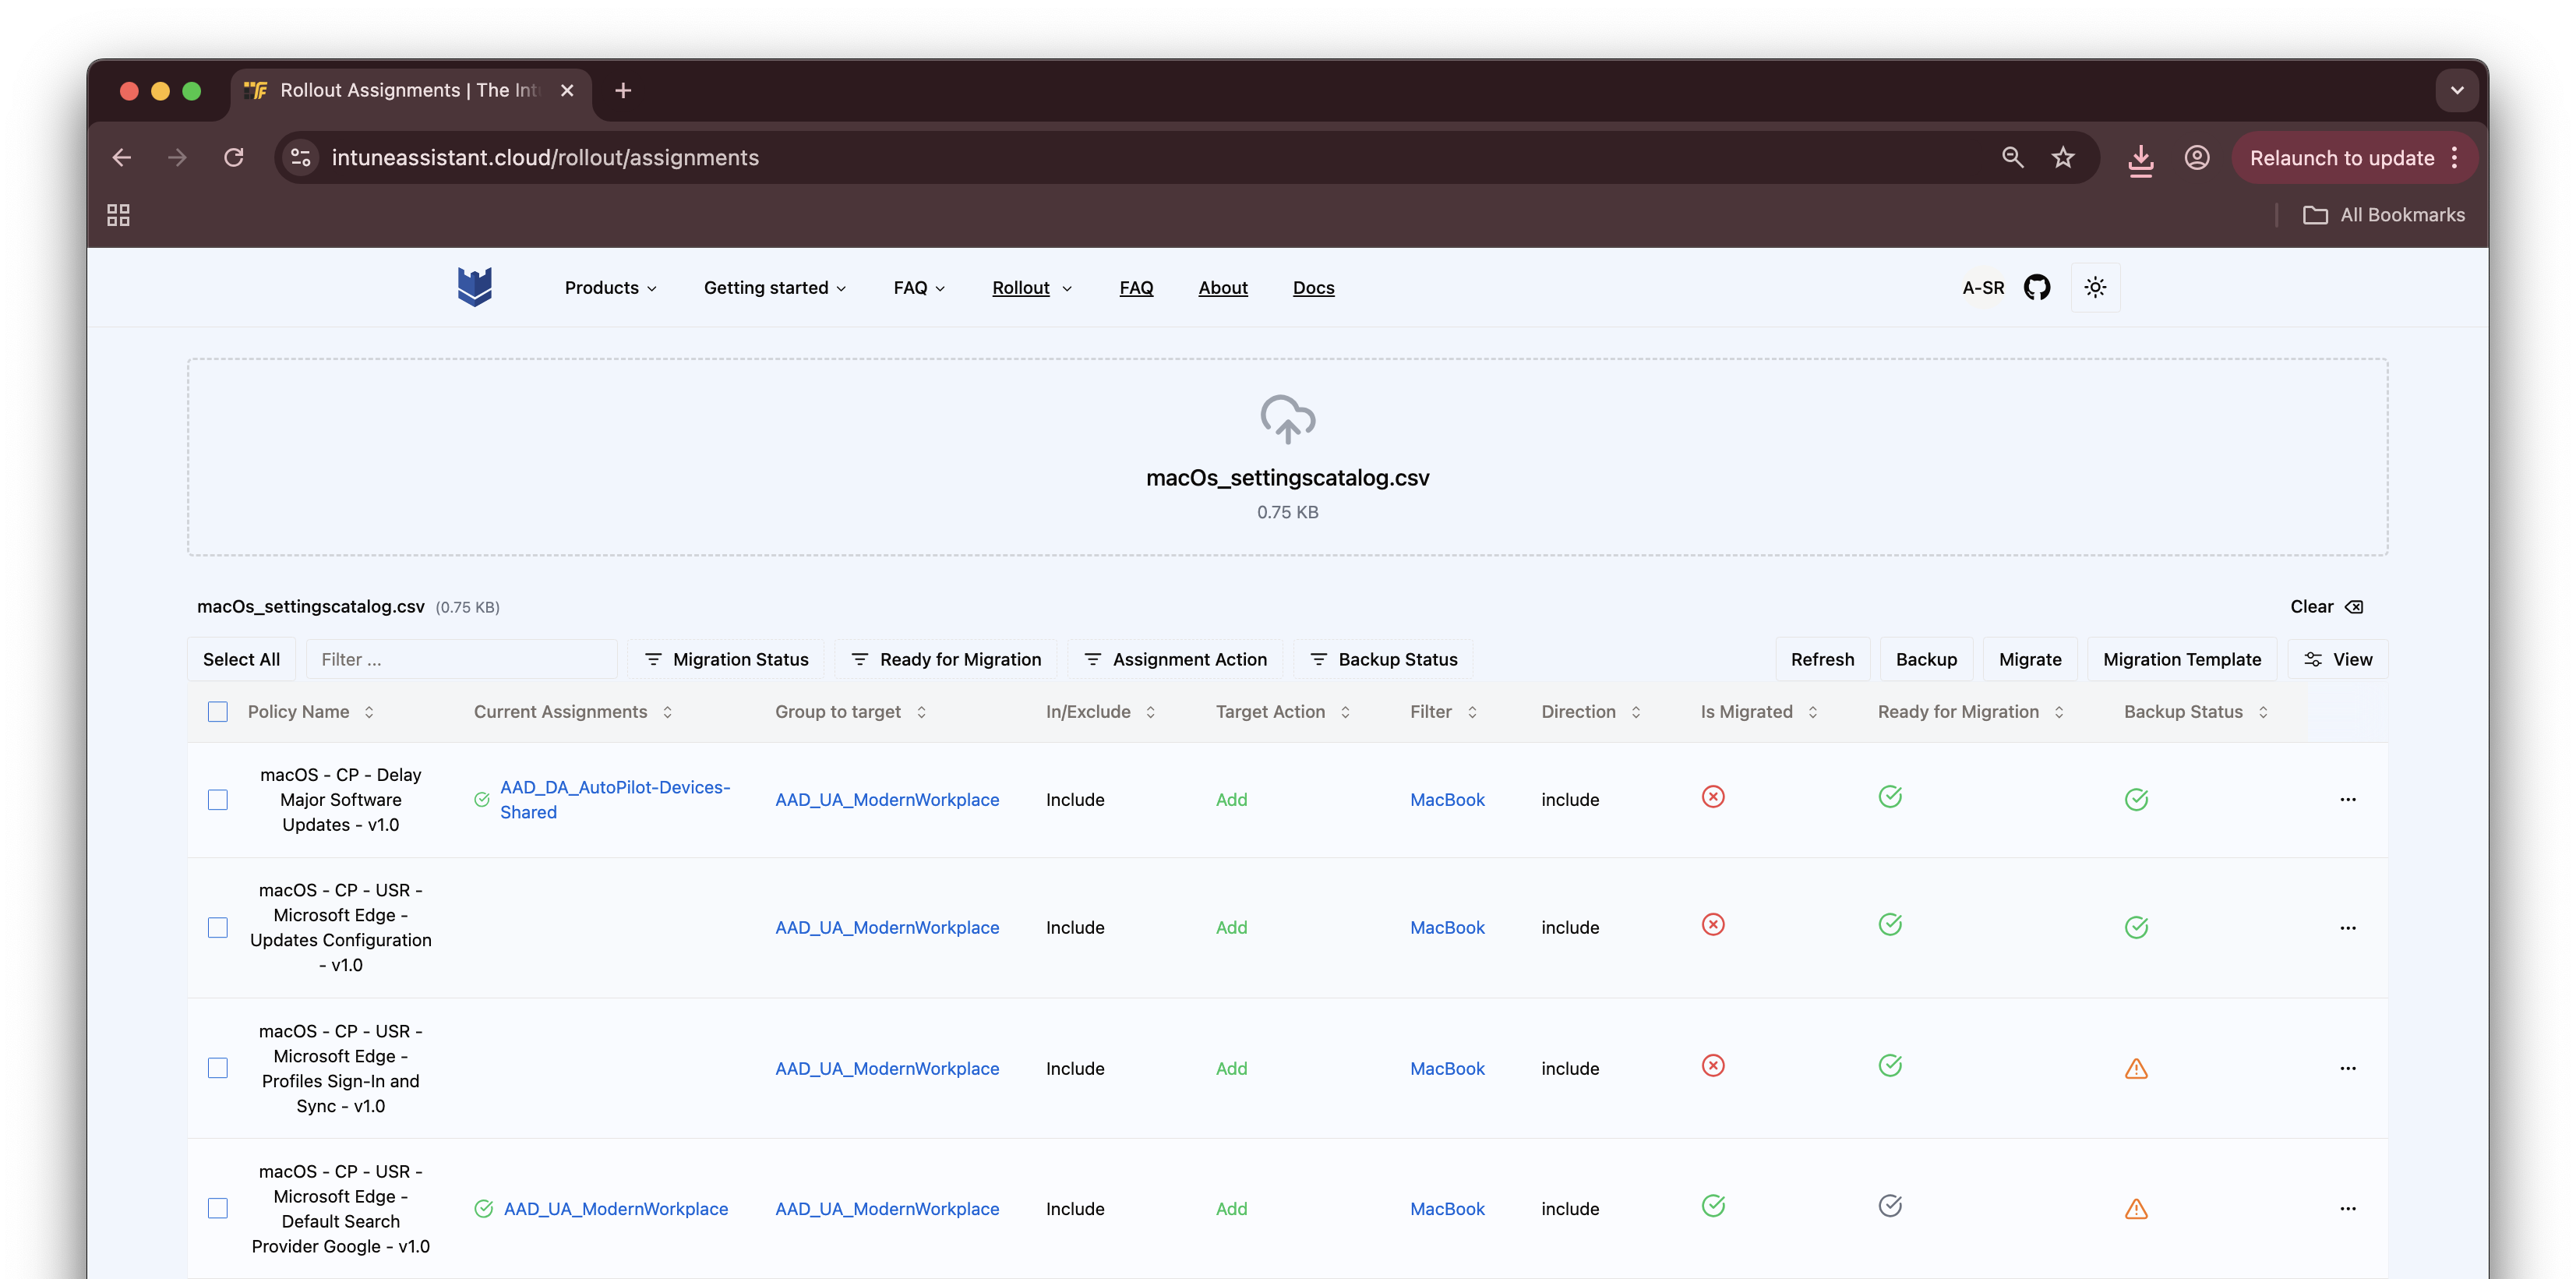 Rollout Assignments | The Int
intuneassistant.cloud/rollout/assignments
Relaunch to update
All Bookmarks
Products
Getting started
FAQ
Rollout
FAQ
About
Docs
A-SR
macOs_settingscatalog.csv
0.75 KB
macOs_settingscatalog.csv (0.75 KB)
Clear
Select All
Filter ...
Migration Status
Ready for Migration
Assignment Action
Backup Status
Refresh
Backup
Migrate
Migration Template
View
Policy Name
Current Assignments
Group to target
In/Exclude
Target Action
Filter
Direction
Is Migrated
Ready for Migration
Backup Status
macOS - CP - Delay
Major Software
Updates - v1.0
AAD_DA_AutoPilot-Devices-
Shared
AAD_UA_ModernWorkplace
Include
Add
MacBook
include
macOS - CP - USR -
Microsoft Edge -
Updates Configuration
- v1.0
AAD_UA_ModernWorkplace
Include
Add
MacBook
include
macOS - CP - USR -
Microsoft Edge -
Profiles Sign-In and
Sync - v1.0
AAD_UA_ModernWorkplace
Include
Add
MacBook
include
macOS - CP - USR -
Microsoft Edge -
Default Search
Provider Google - v1.0
AAD_UA_ModernWorkplace
AAD_UA_ModernWorkplace
Include
Add
MacBook
include